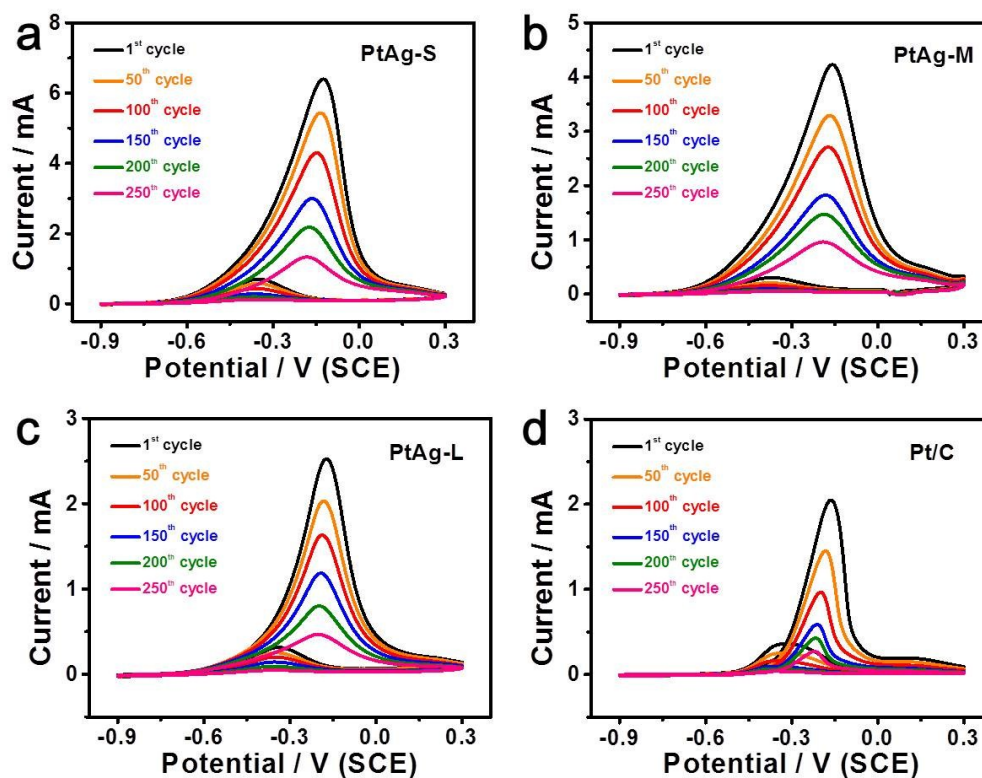 a
PtAg-S
1st cycle
50th cycle
100th cycle
150th cycle
200th cycle
250th cycle
8
6
4
2
0
Current / mA
-0.9 -0.6 -0.3 0.0 0.3
Potential / V (SCE)
b
PtAg-M
1st cycle
50th cycle
100th cycle
150th cycle
200th cycle
250th cycle
5
4
3
2
1
0
Current / mA
-0.9 -0.6 -0.3 0.0 0.3
Potential / V (SCE)
c
PtAg-L
1st cycle
50th cycle
100th cycle
150th cycle
200th cycle
250th cycle
3
2
1
0
Current / mA
-0.9 -0.6 -0.3 0.0 0.3
Potential / V (SCE)
d
Pt/C
1st cycle
50th cycle
100th cycle
150th cycle
200th cycle
250th cycle
3
2
1
0
Current / mA
-0.9 -0.6 -0.3 0.0 0.3
Potential / V (SCE)